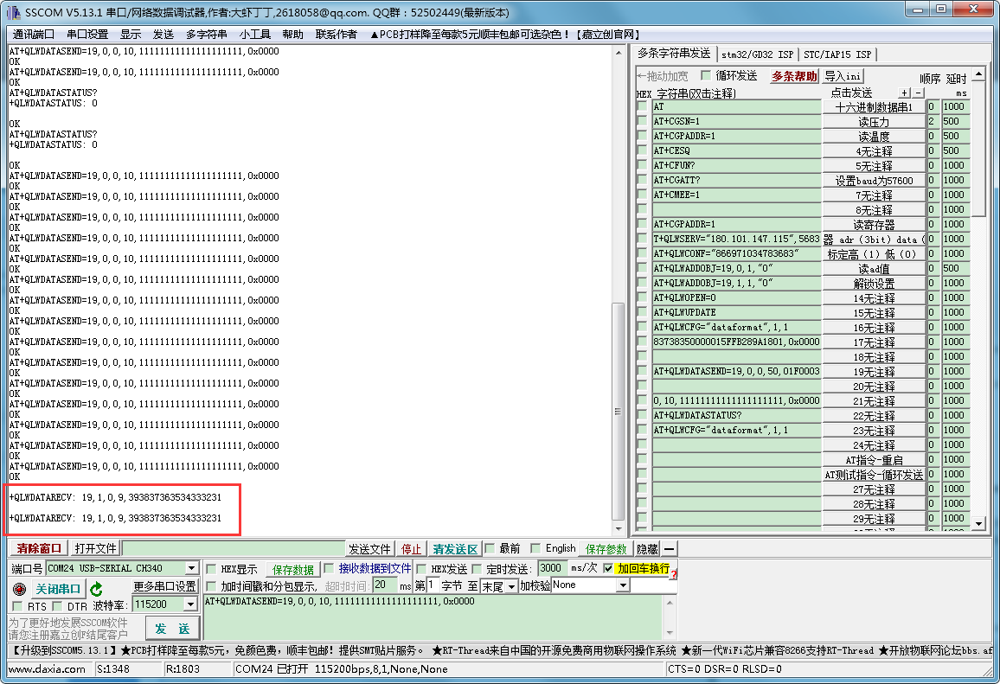 SSCOM V5.13.1 串口/网络数据调试器,作者:大虾丁丁,2618058@qq.com. QQ群：52502449(最新版本)
通讯端口 串口设置 显示 发送 多字符串 小工具 帮助 联系作者 ▲PCB打样降至每款5元顺丰包邮可选杂色！【嘉立创官网】
AT+QLWDATASEND=19,0,0,10,11111111111111111111,0x0000
OK
AT+QLWDATASEND=19,0,0,10,11111111111111111111,0x0000
OK
AT+QLWDATASTATUS?
+QLWDATASTATUS: 0
OK
AT+QLWDATASTATUS?
+QLWDATASTATUS: 0
OK
AT+QLWDATASEND=19,0,0,10,11111111111111111111,0x0000
OK
AT+QLWDATASEND=19,0,0,10,11111111111111111111,0x0000
OK
AT+QLWDATASEND=19,0,0,10,11111111111111111111,0x0000
OK
AT+QLWDATASEND=19,0,0,10,11111111111111111111,0x0000
OK
AT+QLWDATASEND=19,0,0,10,11111111111111111111,0x0000
OK
AT+QLWDATASEND=19,0,0,10,11111111111111111111,0x0000
OK
AT+QLWDATASEND=19,0,0,10,11111111111111111111,0x0000
OK
AT+QLWDATASEND=19,0,0,10,11111111111111111111,0x0000
OK
AT+QLWDATASEND=19,0,0,10,11111111111111111111,0x0000
OK
AT+QLWDATASEND=19,0,0,10,11111111111111111111,0x0000
OK
AT+QLWDATASEND=19,0,0,10,11111111111111111111,0x0000
OK
AT+QLWDATASEND=19,0,0,10,11111111111111111111,0x0000
OK
AT+QLWDATASEND=19,0,0,10,11111111111111111111,0x0000
OK
AT+QLWDATASEND=19,0,0,10,11111111111111111111,0x0000
OK
AT+QLWDATASEND=19,0,0,10,11111111111111111111,0x0000
OK
+QLWDATARECV: 19,1,0,9,393837363534333231
+QLWDATARECV: 19,1,0,9,393837363534333231
多条字符串发送 stm32/GD32 ISP STC/IAP15 ISP
←拖动加宽 循环发送 多条帮助 导入ini 顺序 延时
HEX 字符串(双击注释) 点击发送 + - ms
AT 十六进制数据串1 0 1000
AT+CGSN=1 读压力 2 500
AT+CGPADDR=1 读温度 0 500
AT+CESQ 4无注释 0 500
AT+CFUN? 5无注释 0 1000
AT+CGATT? 设置baud为57600 0 1000
AT+CMEE=1 7无注释 0 1000
8无注释 0 1000
AT+CGPADDR=1 读寄存器 0 1000
T+QLWSERV="180.101.147.115",5683 器 adr (3bit) data ( 0 1000
AT+QLWCONF="866971034783683" 标定高（1）低（0） 0 1000
AT+QLWADDOBJ=19,0,1,"0" 读ad值 0 500
AT+QLWADDOBJ=19,1,1,"0" 解锁设置 0 1000
AT+QLWOPEN=0 14无注释 0 1000
AT+QLWUPDATE 15无注释 0 1000
AT+QLWCFG="dataformat",1,1 16无注释 0 1000
83738350000015FFB289A1801,0x0000 17无注释 0 1000
18无注释 0 1000
AT+QLWDATASEND=19,0,0,50,01F0003 19无注释 0 1000
20无注释 0 1000
0,10,11111111111111111111,0x0000 21无注释 0 1000
AT+QLWDATASTATUS? 22无注释 0 1000
AT+QLWCFG="dataformat",1,1 23无注释 0 1000
24无注释 0 1000
AT指令-重启 0 1000
AT测试指令-循环发送 0 1000
27无注释 0 1000
28无注释 0 1000
29无注释 0 1000
清除窗口 打开文件 发送文件 停止 清发送区 最前 English 保存参数 隐藏 —
端口号 COM24 USB-SERIAL CH340 HEX显示 保存数据 接收数据到文件 HEX发送 定时发送: 3000 ms/次 加回车换行 ?
关闭串口 更多串口设置 加时间戳和分包显示, 超时时间: 20 ms 第1 字节 至 末尾 加校验 None
RTS DTR 波特率: 115200 AT+QLWDATASEND=19,0,0,10,11111111111111111111,0x0000
为了更好地发展SSCOM软件
请您注册嘉立创F结尾客户
发 送
【升级到SSCOM5.13.1】★PCB打样降至每款5元，免颜色费，顺丰包邮！提供SMT贴片服务。 ★RT-Thread来自中国的开源免费商用物联网操作系统 ★新一代WiFi芯片兼容8266支持RT-Thread ★开放物联网论坛bbs.af
www.daxia.com S:1348 R:1803 COM24 已打开 115200bps,8,1,None,None CTS=0 DSR=0 RLSD=0